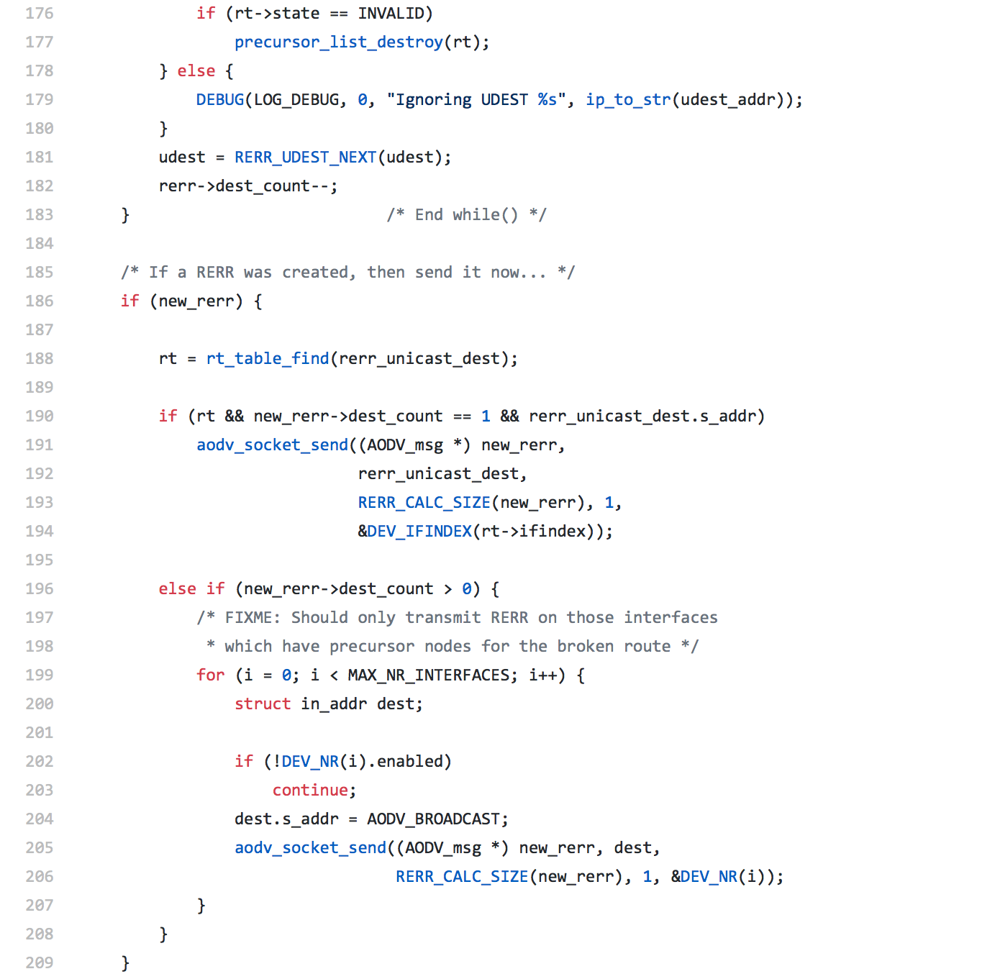 176 if (rt->state == INVALID)
177 precursor_list_destroy(rt);
178 } else {
179 DEBUG(LOG_DEBUG, 0, "Ignoring UDEST %s", ip_to_str(udest_addr));
180 }
181 udest = RERR_UDEST_NEXT(udest);
182 rerr->dest_count--;
183 } /* End while() */
184
185 /* If a RERR was created, then send it now... */
186 if (new_rerr) {
187
188 rt = rt_table_find(rerr_unicast_dest);
189
190 if (rt && new_rerr->dest_count == 1 && rerr_unicast_dest.s_addr)
191 aodv_socket_send((AODV_msg *) new_rerr,
192 rerr_unicast_dest,
193 RERR_CALC_SIZE(new_rerr), 1,
194 &DEV_IFINDEX(rt->ifindex));
195
196 else if (new_rerr->dest_count > 0) {
197 /* FIXME: Should only transmit RERR on those interfaces
198 * which have precursor nodes for the broken route */
199 for (i = 0; i < MAX_NR_INTERFACES; i++) {
200 struct in_addr dest;
201
202 if (!DEV_NR(i).enabled)
203 continue;
204 dest.s_addr = AODV_BROADCAST;
205 aodv_socket_send((AODV_msg *) new_rerr, dest,
206 RERR_CALC_SIZE(new_rerr), 1, &DEV_NR(i));
207 }
208 }
209 }